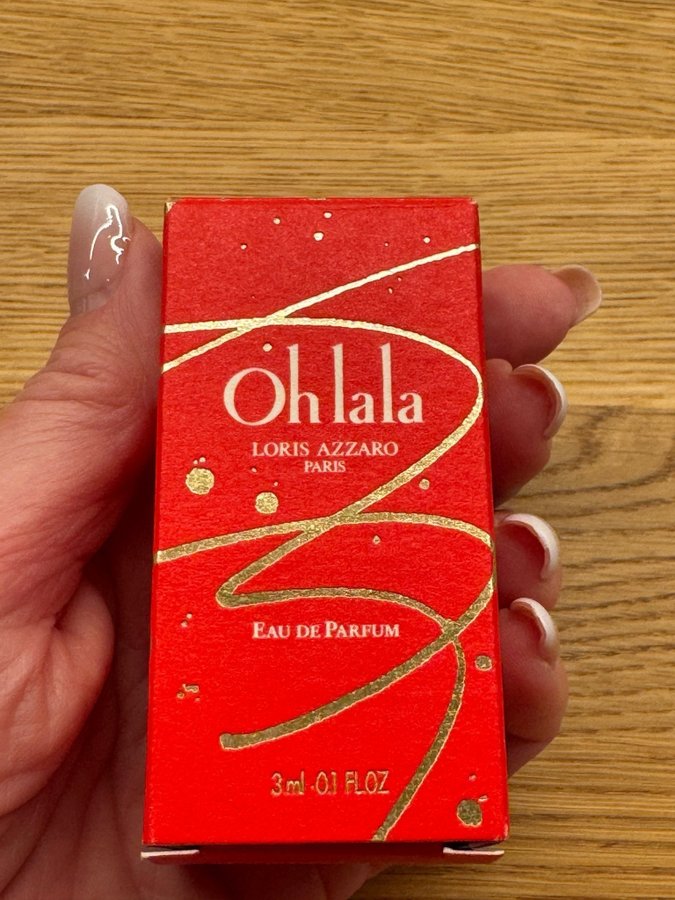 Oh lala
LORIS AZZARO
PARIS
EAU DE PARFUM
3 ml - 0.1 FL.OZ